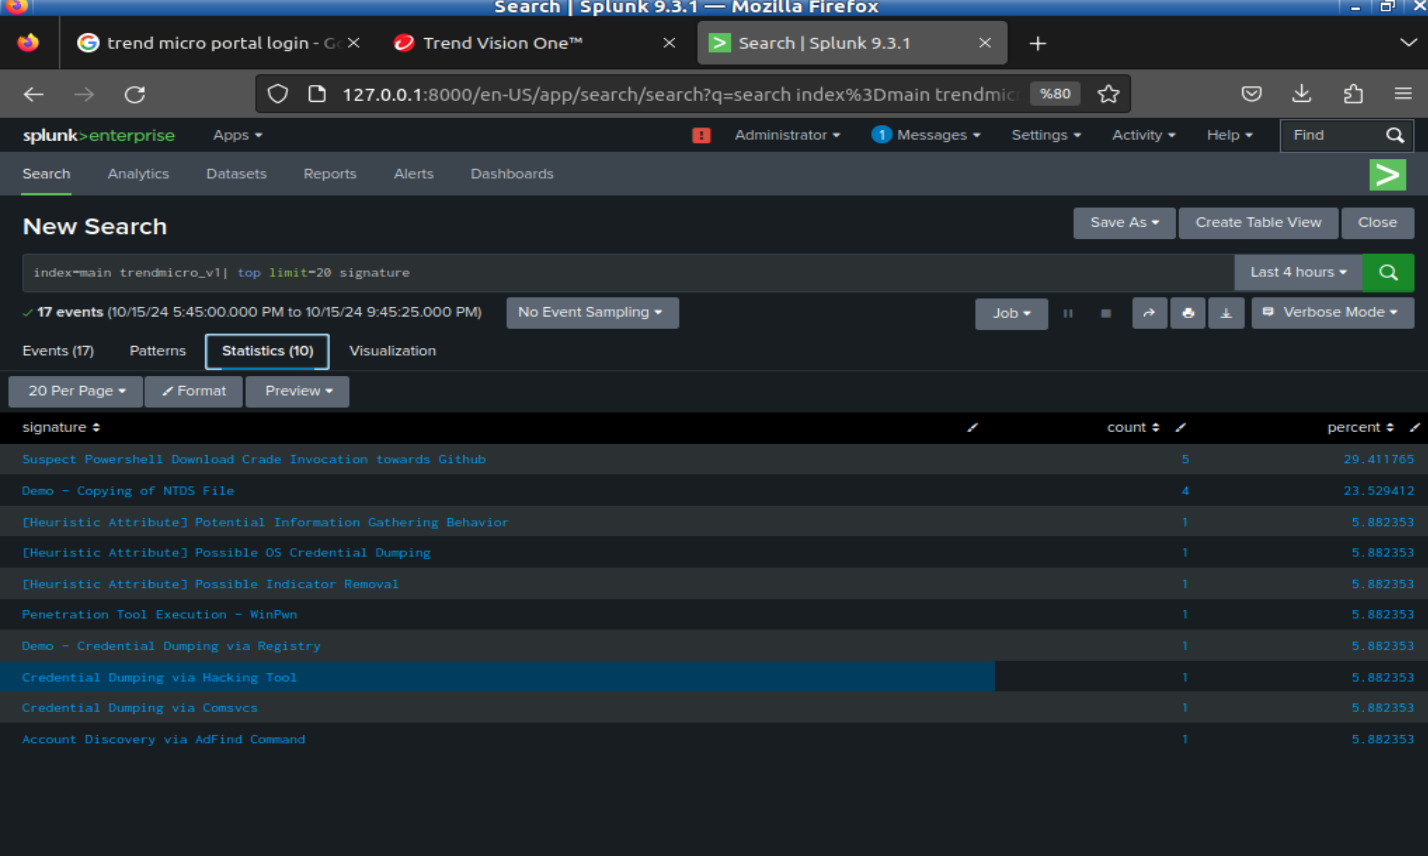 Search | Splunk 9.3.1 — Mozilla Firefox
trend micro portal login - Go
Trend Vision One™
Search | Splunk 9.3.1
127.0.0.1:8000/en-US/app/search/search?q=search index%3Dmain trendmic
%80
splunk>enterprise
Apps
Administrator
1 Messages
Settings
Activity
Help
Find
Search
Analytics
Datasets
Reports
Alerts
Dashboards
New Search
Save As
Create Table View
Close
index=main trendmicro_v1| top limit=20 signature
Last 4 hours
17 events (10/15/24 5:45:00.000 PM to 10/15/24 9:45:25.000 PM)
No Event Sampling
Job
Verbose Mode
Events (17)
Patterns
Statistics (10)
Visualization
20 Per Page
Format
Preview
signature count percent
Suspect Powershell Download Crade Invocation towards Github 5 29.411765
Demo - Copying of NTDS File 4 23.529412
[Heuristic Attribute] Potential Information Gathering Behavior 1 5.882353
[Heuristic Attribute] Possible OS Credential Dumping 1 5.882353
[Heuristic Attribute] Possible Indicator Removal 1 5.882353
Penetration Tool Execution - WinPwn 1 5.882353
Demo - Credential Dumping via Registry 1 5.882353
Credential Dumping via Hacking Tool 1 5.882353
Credential Dumping via Comsvcs 1 5.882353
Account Discovery via AdFind Command 1 5.882353